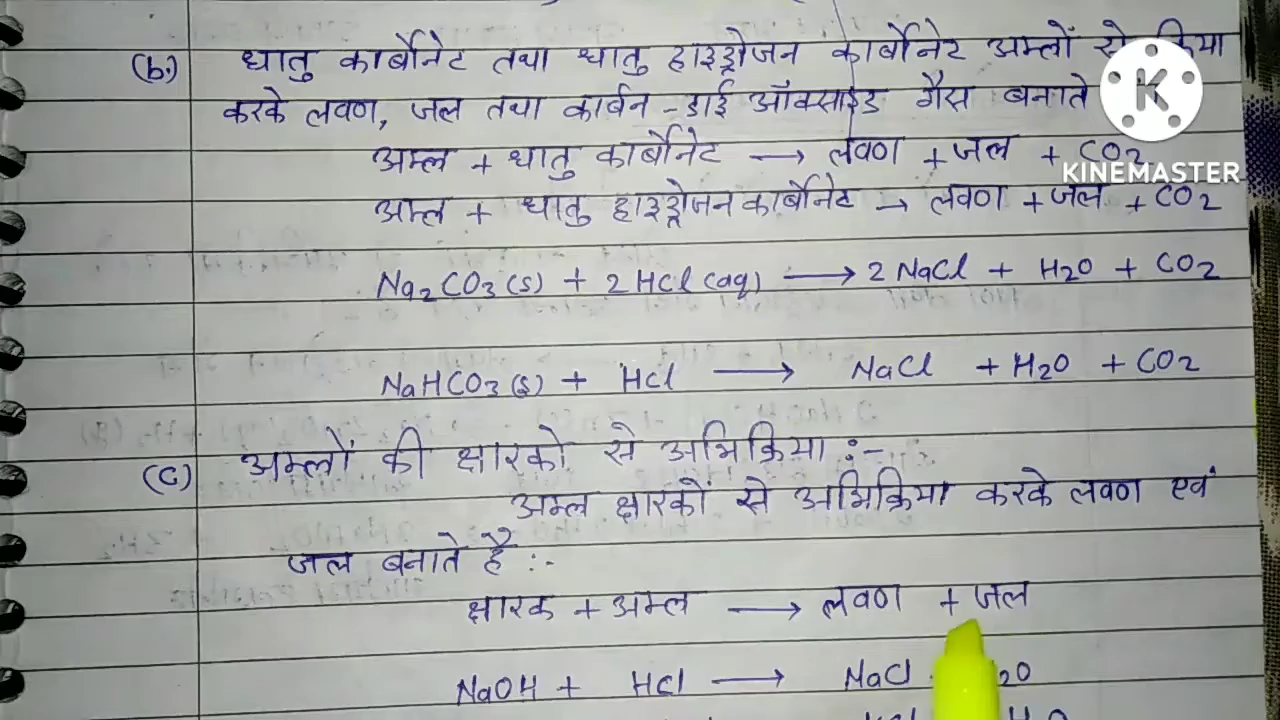 (b) धातु कार्बोनेट तथा धातु हाइड्रोजन कार्बोनेट अम्लों से क्रिया
करके लवण, जल तथा कार्बन-डाई ऑक्साइड गैस बनाते
अम्ल + धातु कार्बोनेट → लवण + जल + CO2
अम्ल + धातु हाइड्रोजन कार्बोनेट → लवण + जल + CO2
Na2CO3(s) + 2HCl(aq) → 2NaCl + H2O + CO2
NaHCO3(s) + HCl → NaCl + H2O + CO2
(c) अम्लों की क्षारको से अभिक्रिया :-
अम्ल क्षारकों से अभिक्रिया करके लवण एवं
जल बनाते है :-
क्षारक + अम्ल → लवण + जल
NaOH + HCl → NaCl 2O
K
KINEMASTER